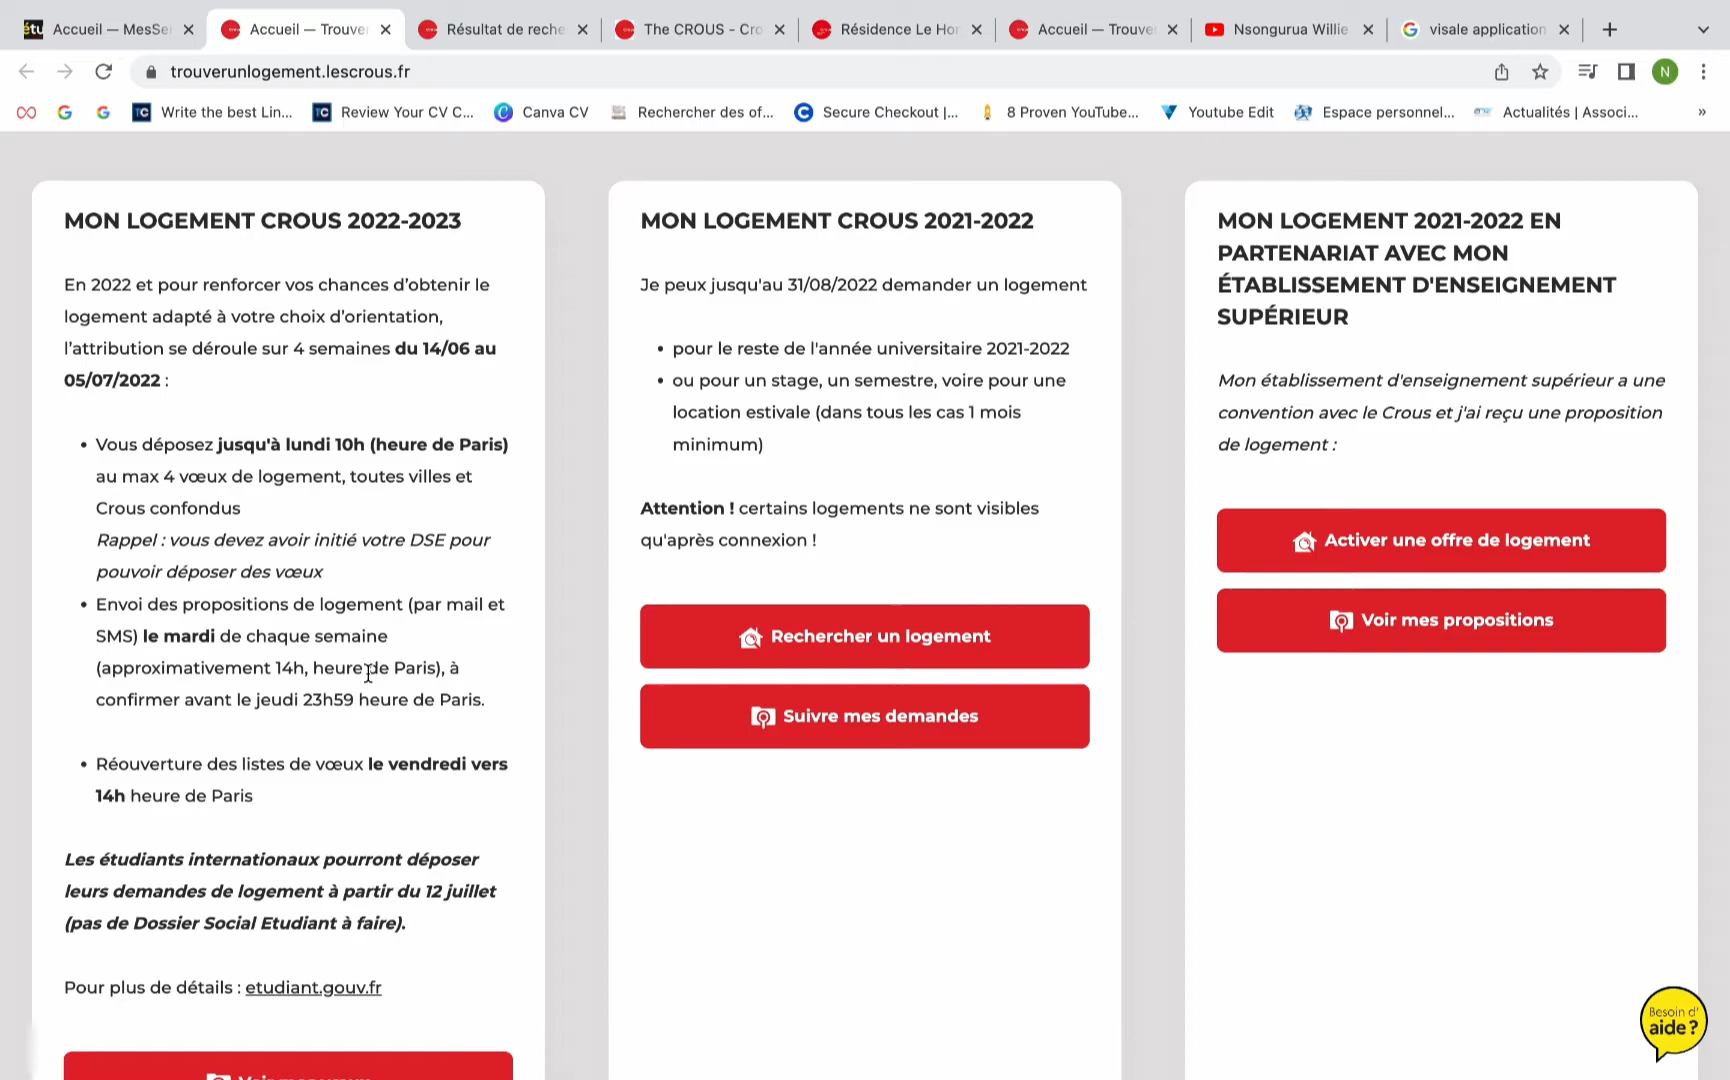 Accueil — MesSe
Accueil — Trouver
Résultat de reche
The CROUS - Cro
Résidence Le Hor
Accueil — Trouve
Nsongurua Willie
visale application
trouverunlogement.lescrous.fr
N
Write the best Lin...
Review Your CV C...
Canva CV
Rechercher des of...
Secure Checkout |...
8 Proven YouTube...
Youtube Edit
Espace personnel...
Actualités | Associ...
»
MON LOGEMENT CROUS 2022-2023
En 2022 et pour renforcer vos chances d’obtenir le
logement adapté à votre choix d’orientation,
l’attribution se déroule sur 4 semaines du 14/06 au
05/07/2022 :
• Vous déposez jusqu'à lundi 10h (heure de Paris)
au max 4 vœux de logement, toutes villes et
Crous confondus
Rappel : vous devez avoir initié votre DSE pour
pouvoir déposer des vœux
• Envoi des propositions de logement (par mail et
SMS) le mardi de chaque semaine
(approximativement 14h, heure de Paris), à
confirmer avant le jeudi 23h59 heure de Paris.
• Réouverture des listes de vœux le vendredi vers
14h heure de Paris
Les étudiants internationaux pourront déposer
leurs demandes de logement à partir du 12 juillet
(pas de Dossier Social Etudiant à faire).
Pour plus de détails : etudiant.gouv.fr
MON LOGEMENT CROUS 2021-2022
Je peux jusqu'au 31/08/2022 demander un logement
• pour le reste de l'année universitaire 2021-2022
• ou pour un stage, un semestre, voire pour une
location estivale (dans tous les cas 1 mois
minimum)
Attention ! certains logements ne sont visibles
qu'après connexion !
Rechercher un logement
Suivre mes demandes
MON LOGEMENT 2021-2022 EN
PARTENARIAT AVEC MON
ÉTABLISSEMENT D'ENSEIGNEMENT
SUPÉRIEUR
Mon établissement d'enseignement supérieur a une
convention avec le Crous et j'ai reçu une proposition
de logement :
Activer une offre de logement
Voir mes propositions
Besoin d'
aide ?